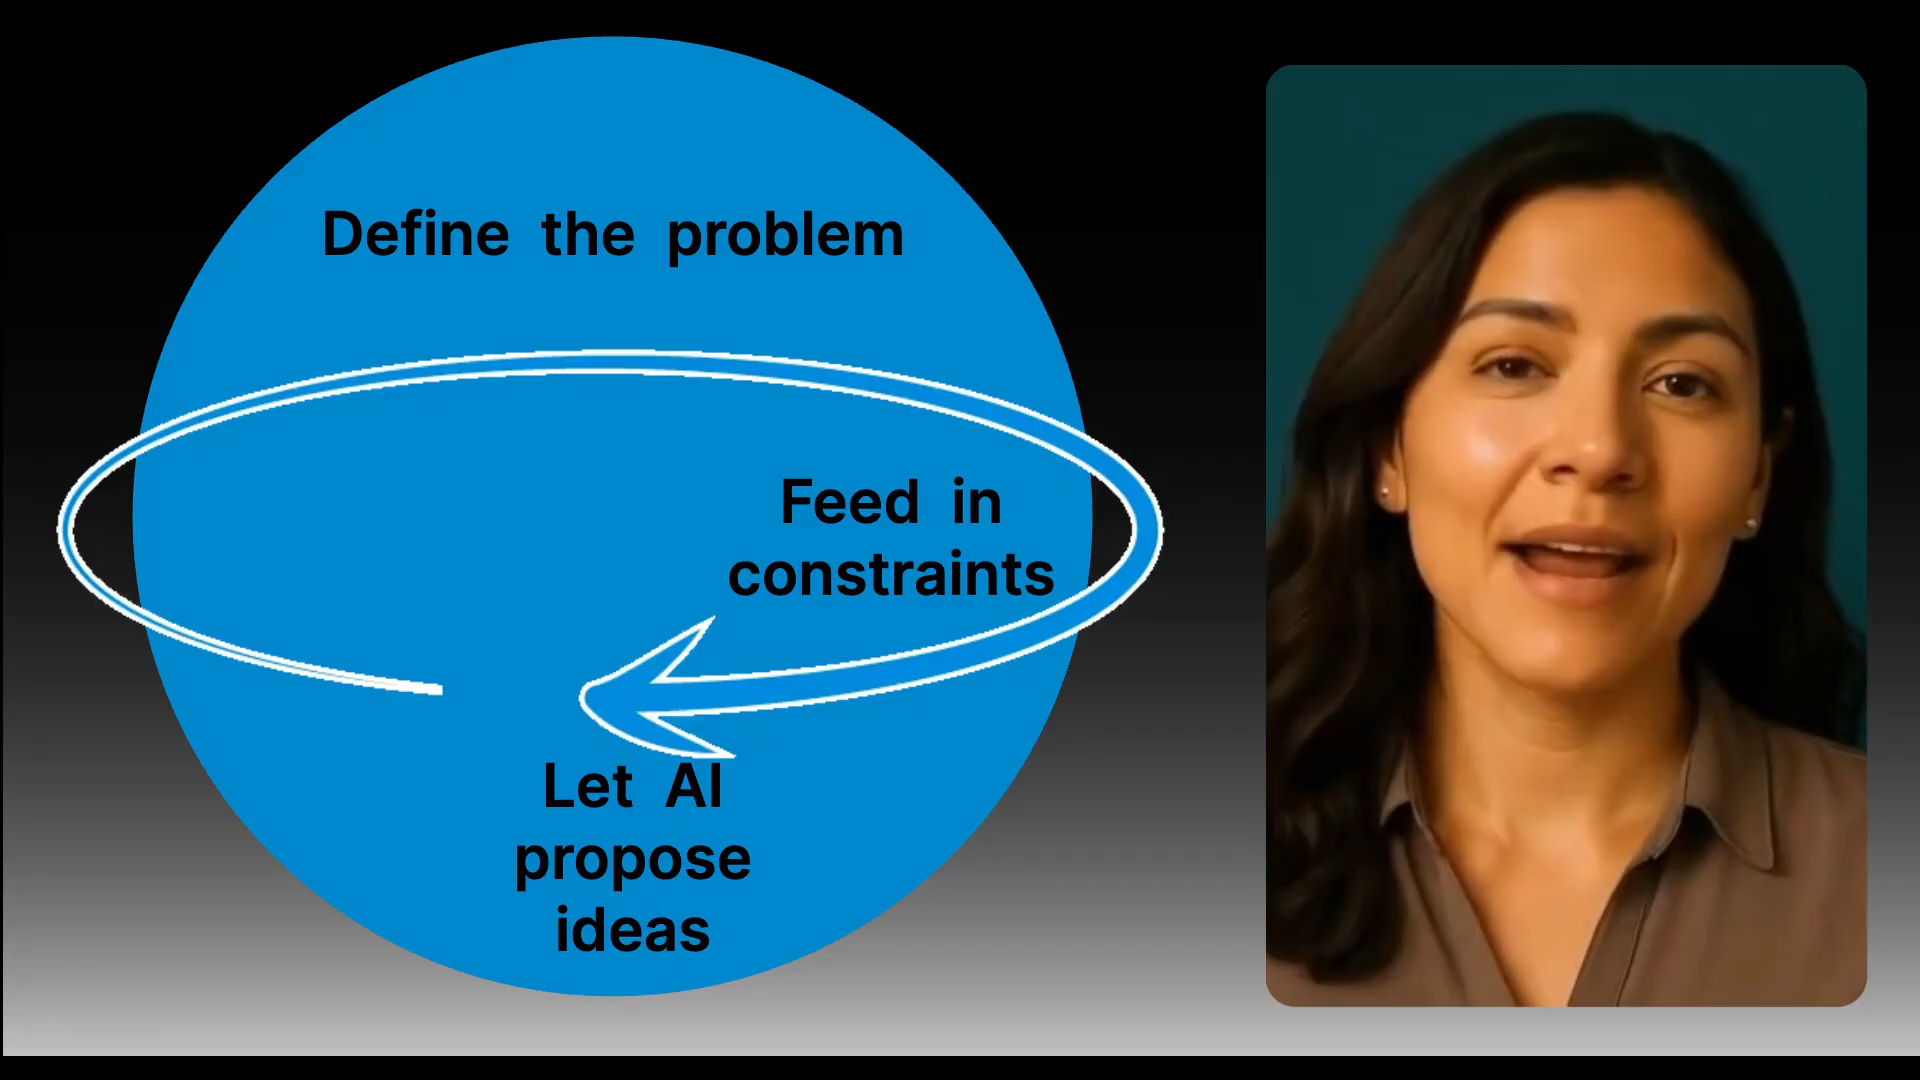 Define the problem
Feed in
constraints
Let AI
propose
ideas